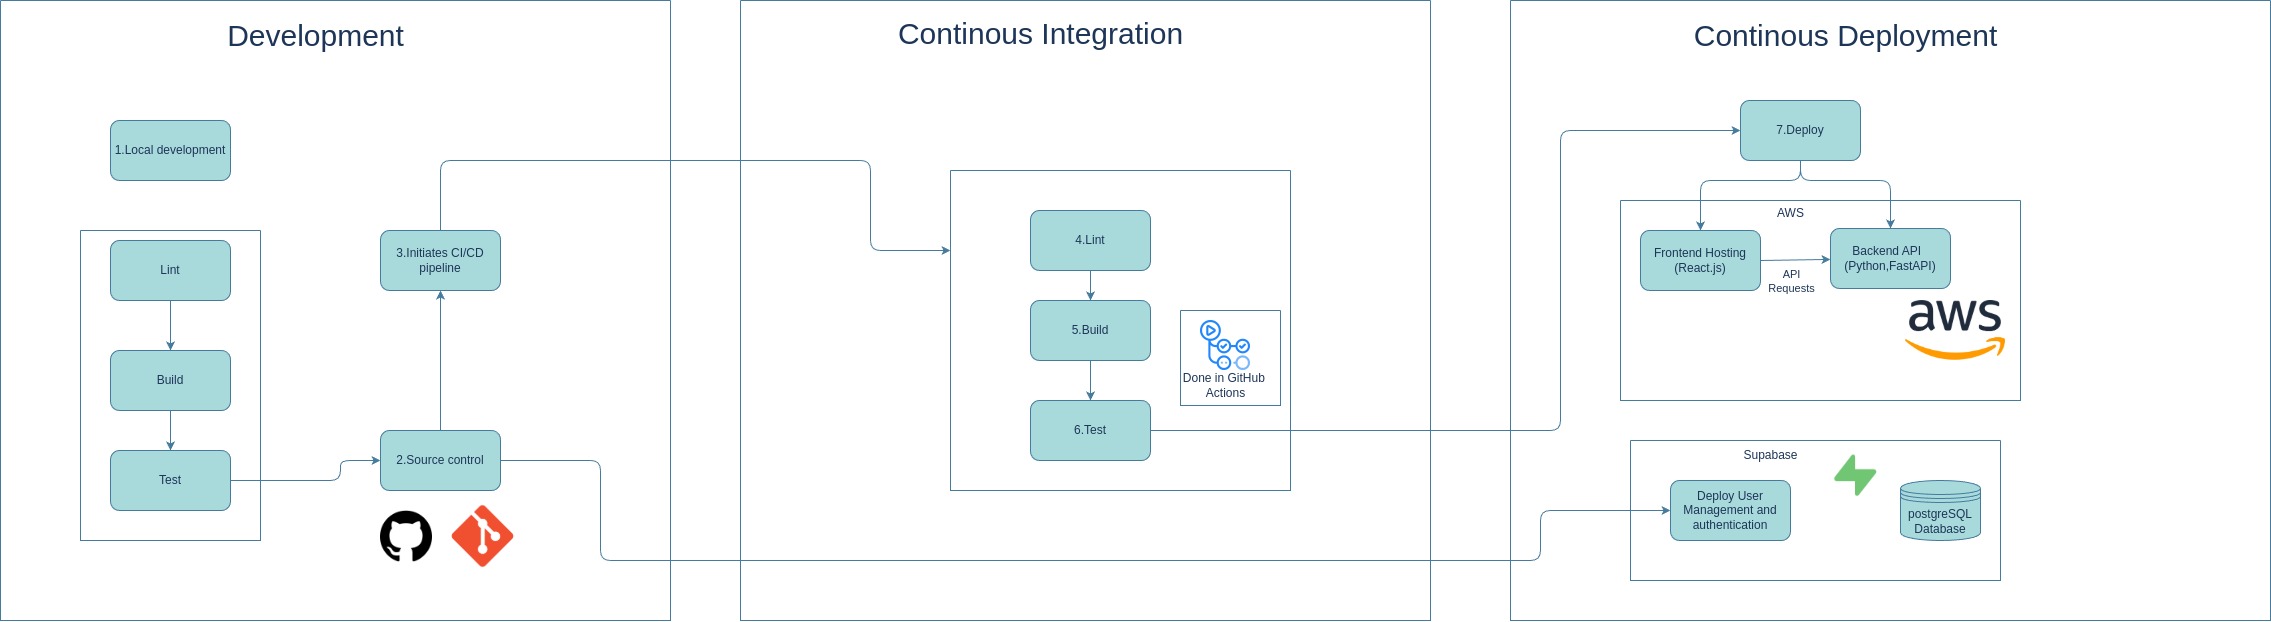 Development
1.Local development
Lint
Build
Test
3.Initiates CI/CD
pipeline
2.Source control
Continous Integration
4.Lint
5.Build
6.Test
Done in GitHub
Actions
Continous Deployment
7.Deploy
AWS
Frontend Hosting
(React.js)
API
Requests
Backend API
(Python,FastAPI)
aws
Supabase
Deploy User
Management and
authentication
postgreSQL
Database